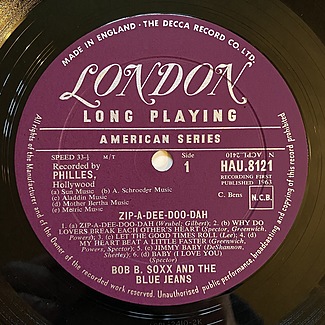 MADE IN ENGLAND · THE DECCA RECORD CO. LTD.
LONDON
LONG PLAYING
AMERICAN SERIES
SPEED 33⅓ M/T
Recorded by
PHILLES,
Hollywood
Side
1
HAU.8121
RECORDING FIRST
PUBLISHED 1963
(a) Sun Music (b) A. Schroeder Music
(c) Aladdin Music
(d) Mother Bertha Music
(e) Metric Music
C. Bens
N.C.B.
ZIP-A-DEE-DOO-DAH
1. (a) ZIP-A-DEE-DOO-DAH (Wrubel; Gilbert) 2. (b) WHY DO
LOVERS BREAK EACH OTHER'S HEART (Spector, Greenwich,
Powers) 3. (c) LET THE GOOD TIMES ROLL (Lee) 4. (d)
MY HEART BEAT A LITTLE FASTER (Greenwich,
Powers, Spector) 5. (e) JIMMY BABY (DeShannon,
Sheeley) 6. (d) BABY (I LOVE YOU)
(Spector)
BOB B. SOXX AND THE
BLUE JEANS
All rights of the Manufacturer and of the Owner of the recorded work reserved. Unauthorised public performance, broadcasting and copying of this record prohibited.